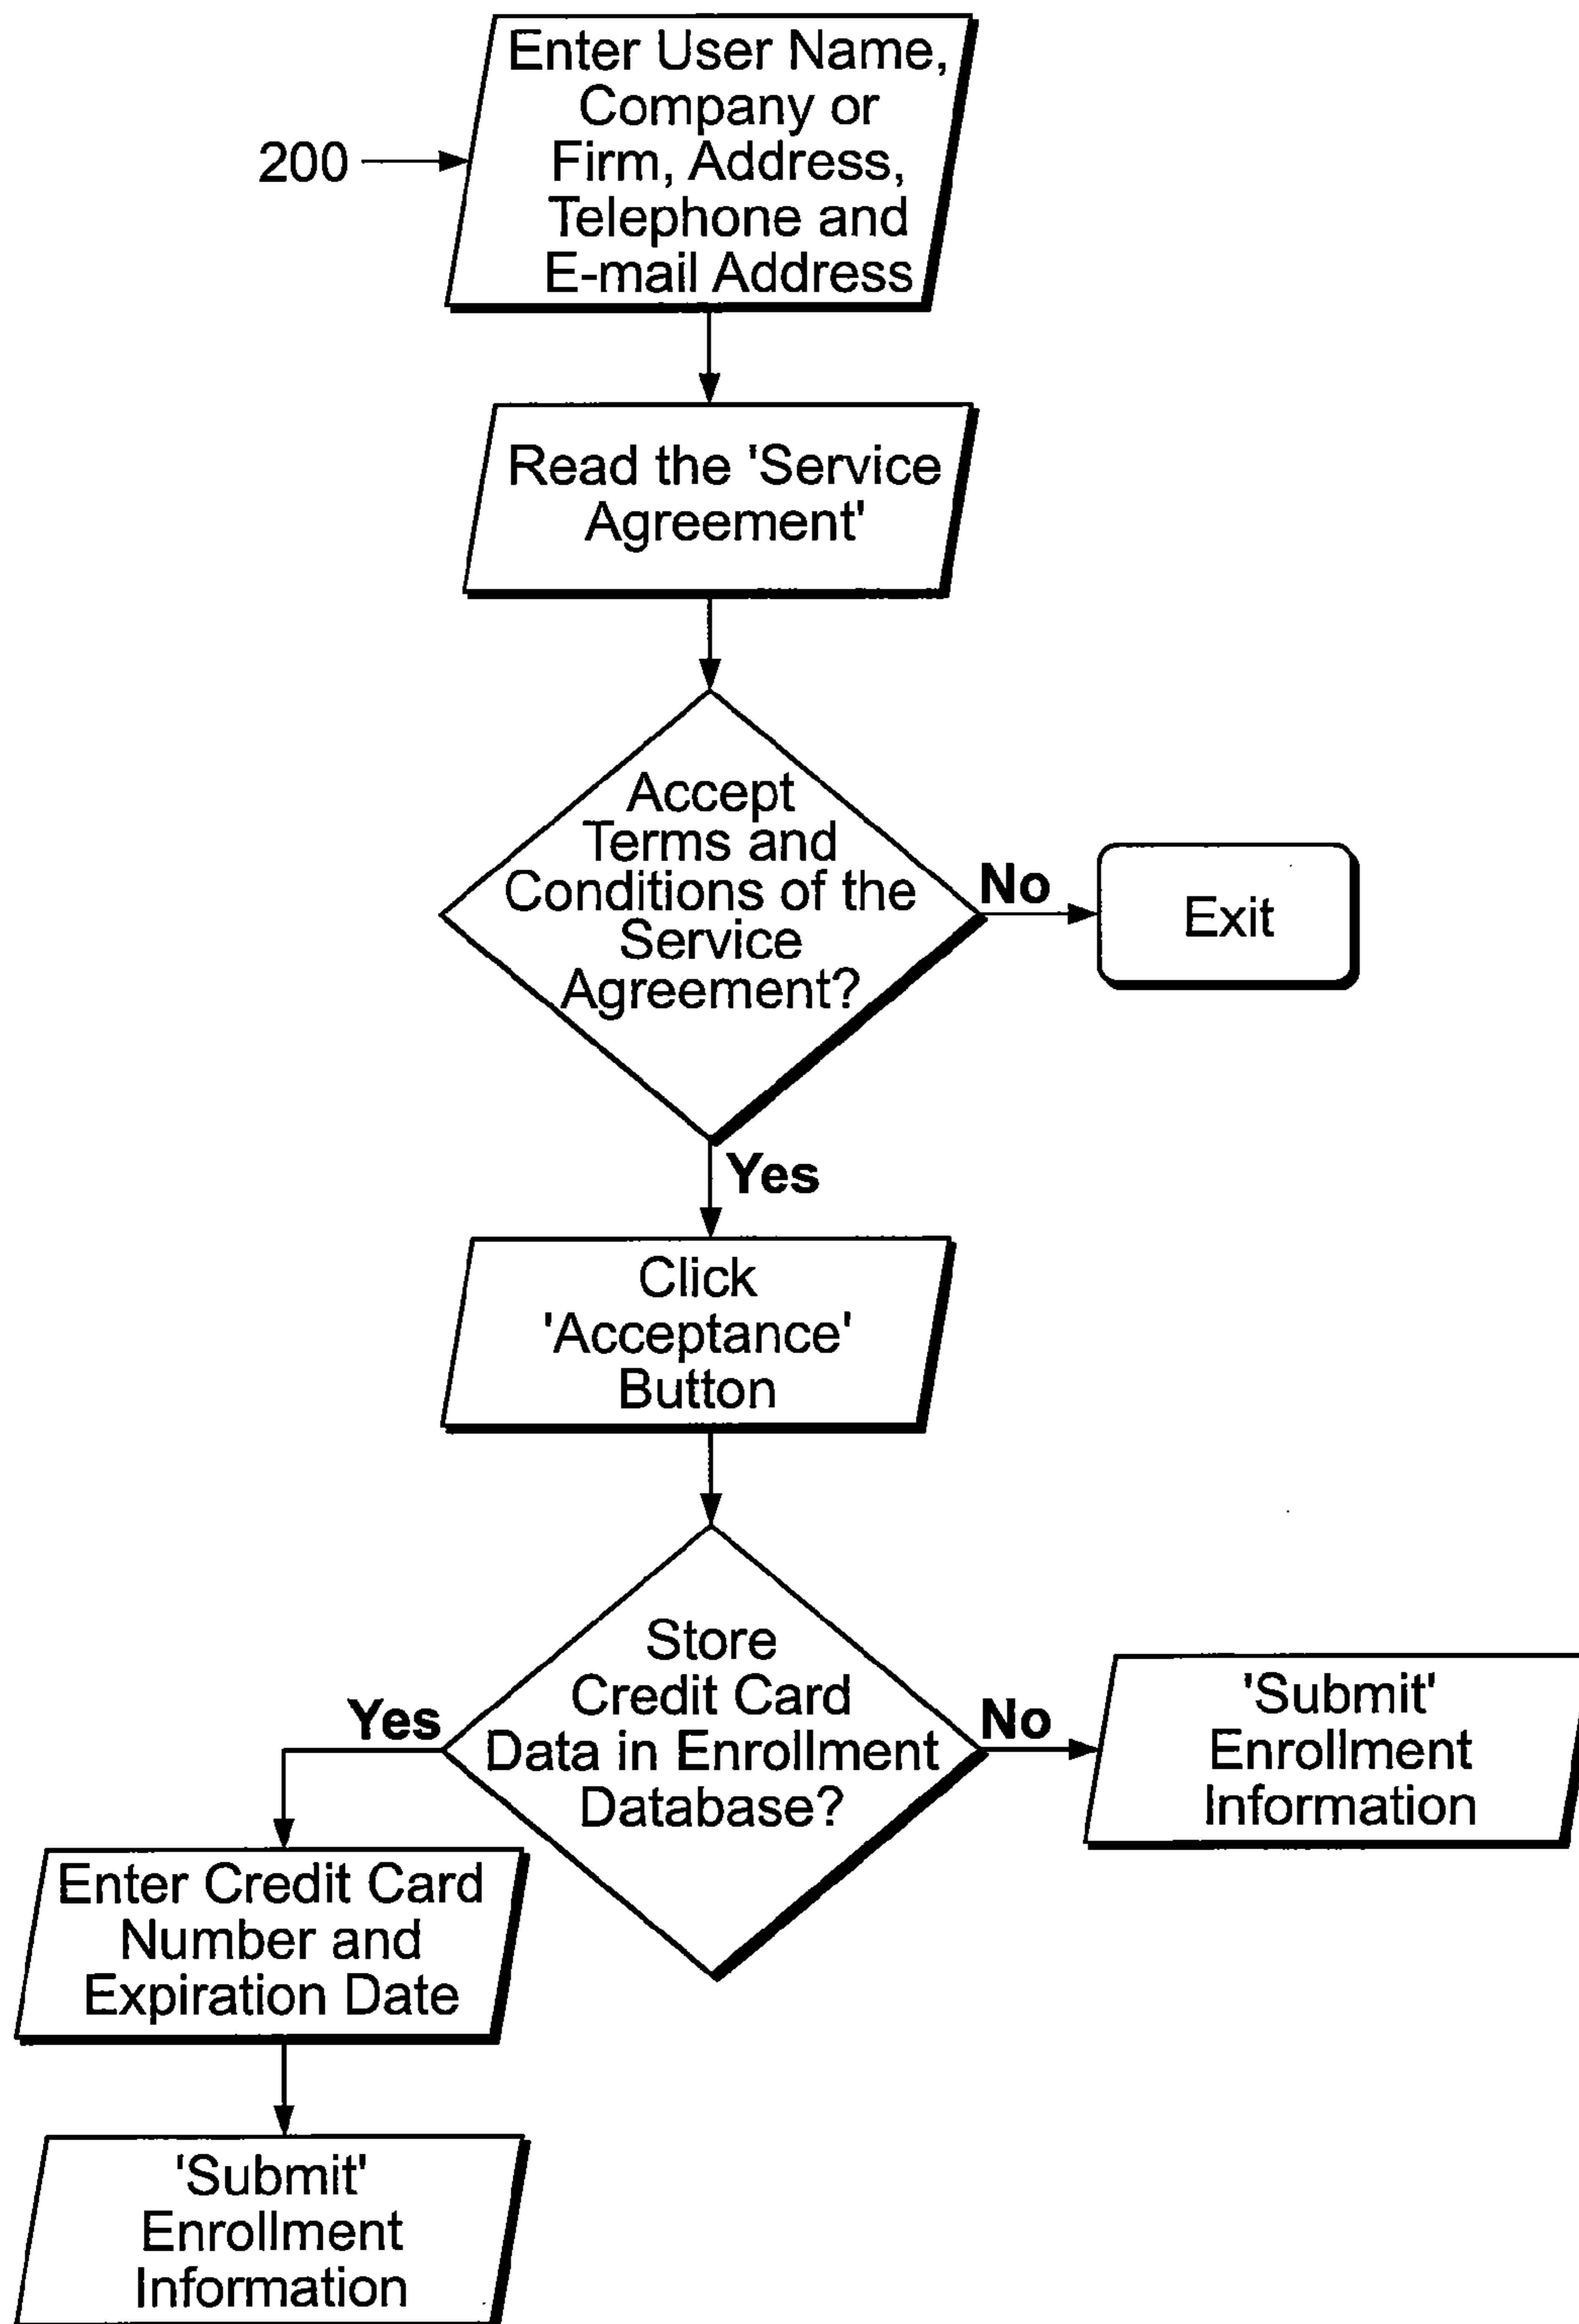 Enter User Name,
Company or
Firm, Address,
Telephone and
E-mail Address
200
Read the 'Service
Agreement'
Accept
Terms and
Conditions of the
Service
Agreement?
No
Exit
Yes
Click
'Acceptance'
Button
Store
Credit Card
Data in Enrollment
Database?
Yes
No
'Submit'
Enrollment
Information
Enter Credit Card
Number and
Expiration Date
'Submit'
Enrollment
Information